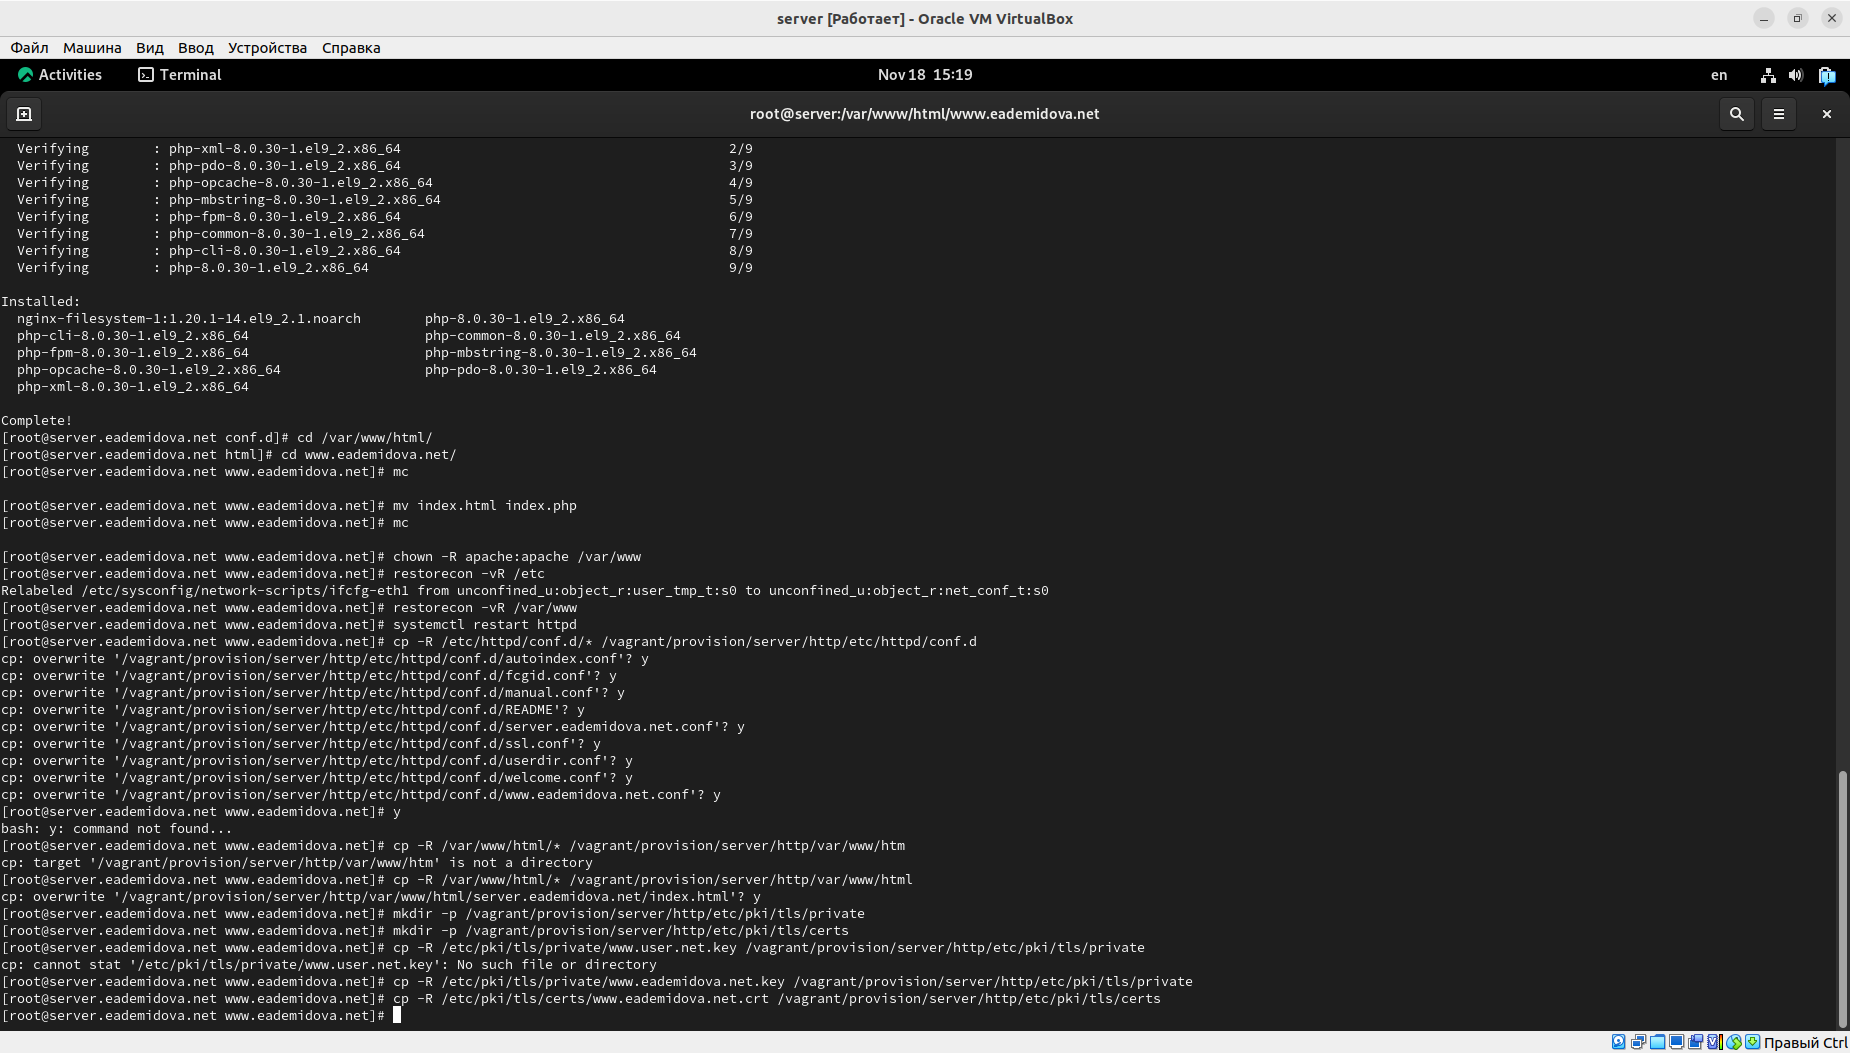 server [Работает] - Oracle VM VirtualBox
Файл Машина Вид Ввод Устройства Справка
Activities Terminal Nov 18 15:19 en
root@server:/var/www/html/www.eademidova.net
Verifying : php-xml-8.0.30-1.el9_2.x86_64 2/9
Verifying : php-pdo-8.0.30-1.el9_2.x86_64 3/9
Verifying : php-opcache-8.0.30-1.el9_2.x86_64 4/9
Verifying : php-mbstring-8.0.30-1.el9_2.x86_64 5/9
Verifying : php-fpm-8.0.30-1.el9_2.x86_64 6/9
Verifying : php-common-8.0.30-1.el9_2.x86_64 7/9
Verifying : php-cli-8.0.30-1.el9_2.x86_64 8/9
Verifying : php-8.0.30-1.el9_2.x86_64 9/9
Installed:
nginx-filesystem-1:1.20.1-14.el9_2.1.noarch php-8.0.30-1.el9_2.x86_64
php-cli-8.0.30-1.el9_2.x86_64 php-common-8.0.30-1.el9_2.x86_64
php-fpm-8.0.30-1.el9_2.x86_64 php-mbstring-8.0.30-1.el9_2.x86_64
php-opcache-8.0.30-1.el9_2.x86_64 php-pdo-8.0.30-1.el9_2.x86_64
php-xml-8.0.30-1.el9_2.x86_64
Complete!
[root@server.eademidova.net conf.d]# cd /var/www/html/
[root@server.eademidova.net html]# cd www.eademidova.net/
[root@server.eademidova.net www.eademidova.net]# mc
[root@server.eademidova.net www.eademidova.net]# mv index.html index.php
[root@server.eademidova.net www.eademidova.net]# mc
[root@server.eademidova.net www.eademidova.net]# chown -R apache:apache /var/www
[root@server.eademidova.net www.eademidova.net]# restorecon -vR /etc
Relabeled /etc/sysconfig/network-scripts/ifcfg-eth1 from unconfined_u:object_r:user_tmp_t:s0 to unconfined_u:object_r:net_conf_t:s0
[root@server.eademidova.net www.eademidova.net]# restorecon -vR /var/www
[root@server.eademidova.net www.eademidova.net]# systemctl restart httpd
[root@server.eademidova.net www.eademidova.net]# cp -R /etc/httpd/conf.d/* /vagrant/provision/server/http/etc/httpd/conf.d
cp: overwrite '/vagrant/provision/server/http/etc/httpd/conf.d/autoindex.conf'? y
cp: overwrite '/vagrant/provision/server/http/etc/httpd/conf.d/fcgid.conf'? y
cp: overwrite '/vagrant/provision/server/http/etc/httpd/conf.d/manual.conf'? y
cp: overwrite '/vagrant/provision/server/http/etc/httpd/conf.d/README'? y
cp: overwrite '/vagrant/provision/server/http/etc/httpd/conf.d/server.eademidova.net.conf'? y
cp: overwrite '/vagrant/provision/server/http/etc/httpd/conf.d/ssl.conf'? y
cp: overwrite '/vagrant/provision/server/http/etc/httpd/conf.d/userdir.conf'? y
cp: overwrite '/vagrant/provision/server/http/etc/httpd/conf.d/welcome.conf'? y
cp: overwrite '/vagrant/provision/server/http/etc/httpd/conf.d/www.eademidova.net.conf'? y
[root@server.eademidova.net www.eademidova.net]# y
bash: y: command not found...
[root@server.eademidova.net www.eademidova.net]# cp -R /var/www/html/* /vagrant/provision/server/http/var/www/htm
cp: target '/vagrant/provision/server/http/var/www/htm' is not a directory
[root@server.eademidova.net www.eademidova.net]# cp -R /var/www/html/* /vagrant/provision/server/http/var/www/html
cp: overwrite '/vagrant/provision/server/http/var/www/html/server.eademidova.net/index.html'? y
[root@server.eademidova.net www.eademidova.net]# mkdir -p /vagrant/provision/server/http/etc/pki/tls/private
[root@server.eademidova.net www.eademidova.net]# mkdir -p /vagrant/provision/server/http/etc/pki/tls/certs
[root@server.eademidova.net www.eademidova.net]# cp -R /etc/pki/tls/private/www.user.net.key /vagrant/provision/server/http/etc/pki/tls/private
cp: cannot stat '/etc/pki/tls/private/www.user.net.key': No such file or directory
[root@server.eademidova.net www.eademidova.net]# cp -R /etc/pki/tls/private/www.eademidova.net.key /vagrant/provision/server/http/etc/pki/tls/private
[root@server.eademidova.net www.eademidova.net]# cp -R /etc/pki/tls/certs/www.eademidova.net.crt /vagrant/provision/server/http/etc/pki/tls/certs
[root@server.eademidova.net www.eademidova.net]#
Правый Ctrl